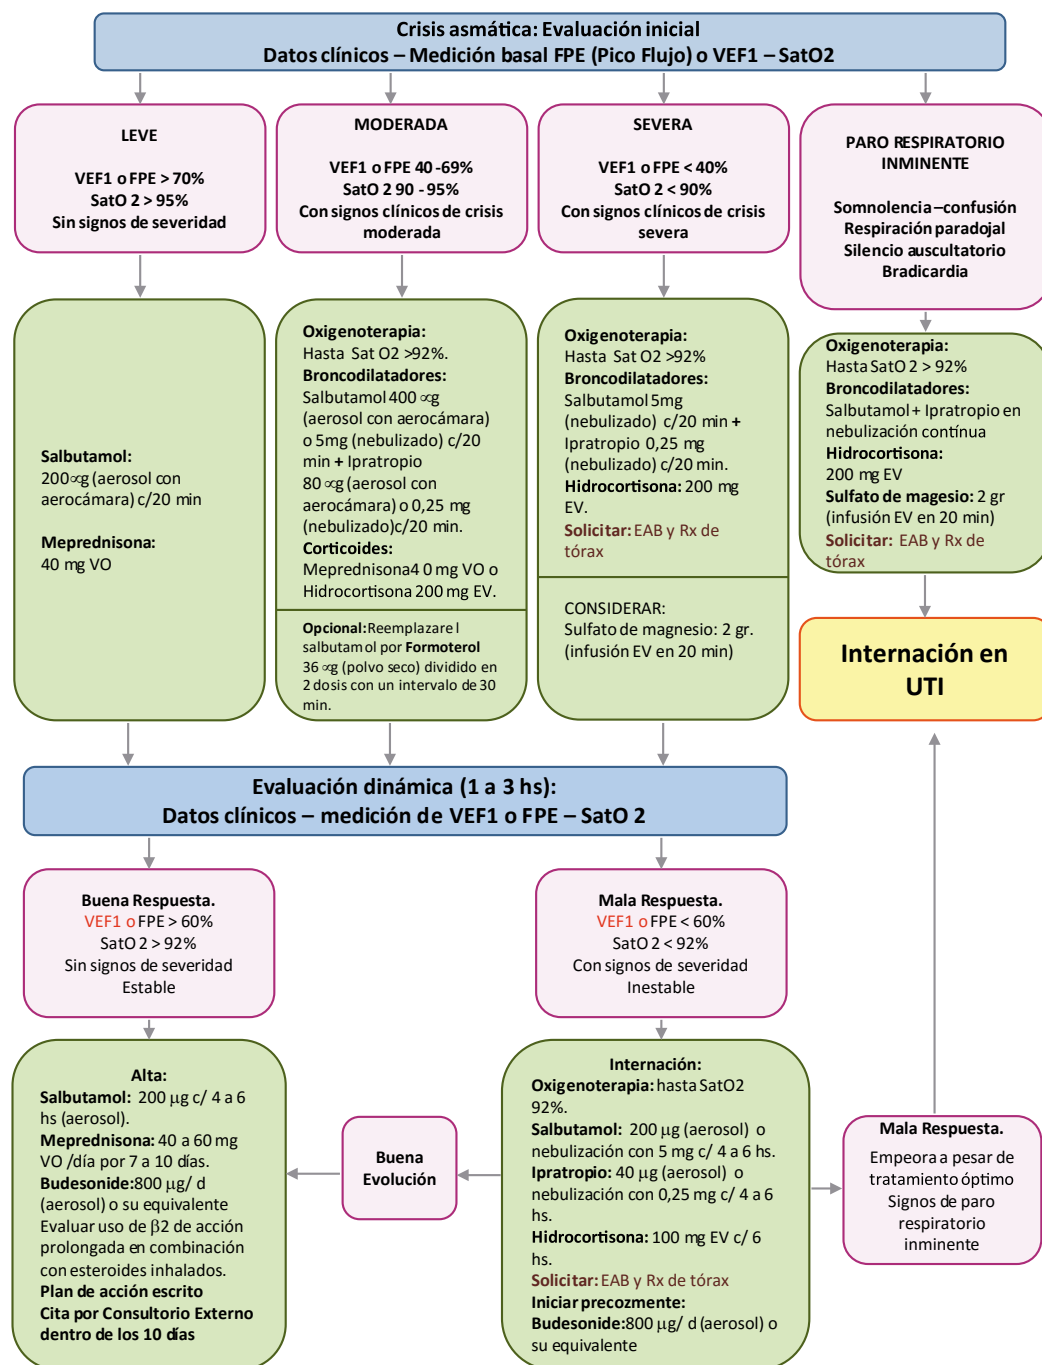 Crisis asmática: Evaluación inicial
Datos clínicos – Medición basal FPE (Pico Flujo) o VEF1 – SatO2
LEVE
VEF1 o FPE > 70%
SatO 2 > 95%
Sin signos de severidad
MODERADA
VEF1 o FPE 40 -69%
SatO 2 90 - 95%
Con signos clínicos de crisis
moderada
SEVERA
VEF1 o FPE < 40%
SatO 2 < 90%
Con signos clínicos de crisis
severa
PARO RESPIRATORIO
INMINENTE
Somnolencia –confusión
Respiración paradojal
Silencio auscultatorio
Bradicardia
Salbutamol:
200∝g (aerosol con
aerocámara) c/20 min
Meprednisona:
40 mg VO
Oxigenoterapia:
Hasta Sat O2 >92%.
Broncodilatadores:
Salbutamol 400 ∝g
(aerosol con aerocámara)
o 5mg (nebulizado) c/20
min + Ipratropio
80 ∝g (aerosol con
aerocámara) o 0,25 mg
(nebulizado)c/20 min.
Corticoides:
Meprednisona4 0 mg VO o
Hidrocortisona 200 mg EV.
Opcional: Reemplazare l
salbutamol por Formoterol
36 ∝g (polvo seco) dividido en
2 dosis con un intervalo de 30
min.
Oxigenoterapia:
Hasta Sat O2 >92%
Broncodilatadores:
Salbutamol 5mg
(nebulizado) c/20 min +
Ipratropio 0,25 mg
(nebulizado) c/20 min.
Hidrocortisona: 200 mg
EV.
Solicitar: EAB y Rx de
tórax
CONSIDERAR:
Sulfato de magnesio: 2 gr.
(infusión EV en 20 min)
Oxigenoterapia:
Hasta SatO 2 > 92%
Broncodilatadores:
Salbutamol + Ipratropio en
nebulización contínua
Hidrocortisona:
200 mg EV
Sulfato de magesio: 2 gr
(infusión EV en 20 min)
Solicitar: EAB y Rx de
tórax
Internación en
UTI
Evaluación dinámica (1 a 3 hs):
Datos clínicos – medición de VEF1 o FPE – SatO 2
Buena Respuesta.
VEF1 o FPE > 60%
SatO 2 > 92%
Sin signos de severidad
Estable
Mala Respuesta.
VEF1 o FPE < 60%
SatO 2 < 92%
Con signos de severidad
Inestable
Alta:
Salbutamol: 200 µg c/ 4 a 6
hs (aerosol).
Meprednisona: 40 a 60 mg
VO /día por 7 a 10 días.
Budesonide:800 µg/ d
(aerosol) o su equivalente
Evaluar uso de β2 de acción
prolongada en combinación
con esteroides inhalados.
Plan de acción escrito
Cita por Consultorio Externo
dentro de los 10 días
Buena
Evolución
Internación:
Oxigenoterapia: hasta SatO2
92%.
Salbutamol: 200 µg (aerosol) o
nebulización con 5 mg c/ 4 a 6 hs.
Ipratropio: 40 µg (aerosol) o
nebulización con 0,25 mg c/ 4 a 6
hs.
Hidrocortisona: 100 mg EV c/ 6
hs.
Solicitar: EAB y Rx de tórax
Iniciar precozmente:
Budesonide:800 µg/ d (aerosol) o
su equivalente
Mala Respuesta.
Empeora a pesar de
tratamiento óptimo
Signos de paro
respiratorio
inminente